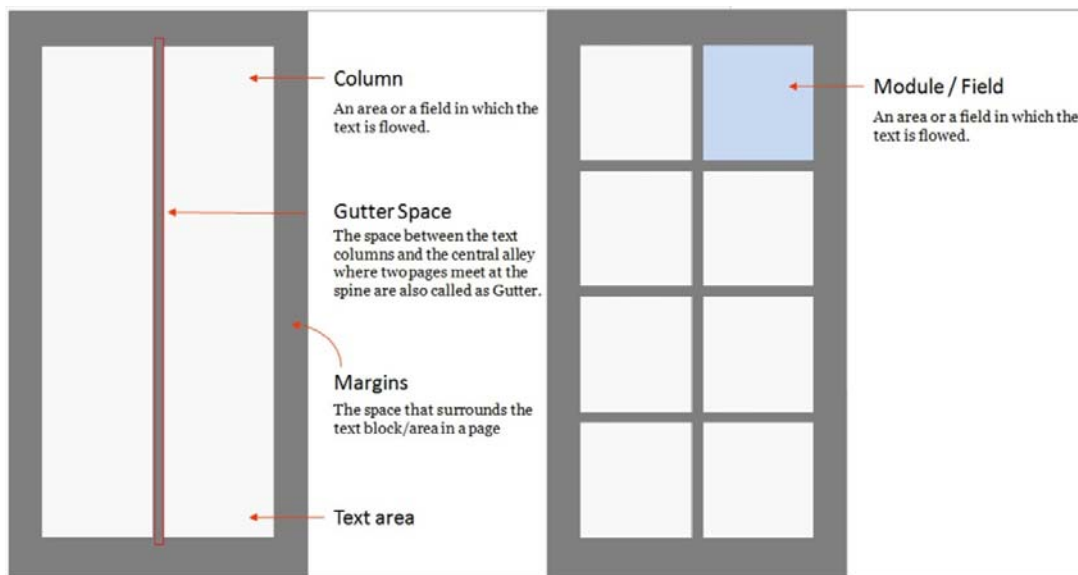 Column
An area or a field in which the
text is flowed.
Gutter Space
The space between the text
columns and the central alley
where two pages meet at the
spine are also called as Gutter.
Margins
The space that surrounds the
text block/area in a page
Text area
Module / Field
An area or a field in which the
text is flowed.